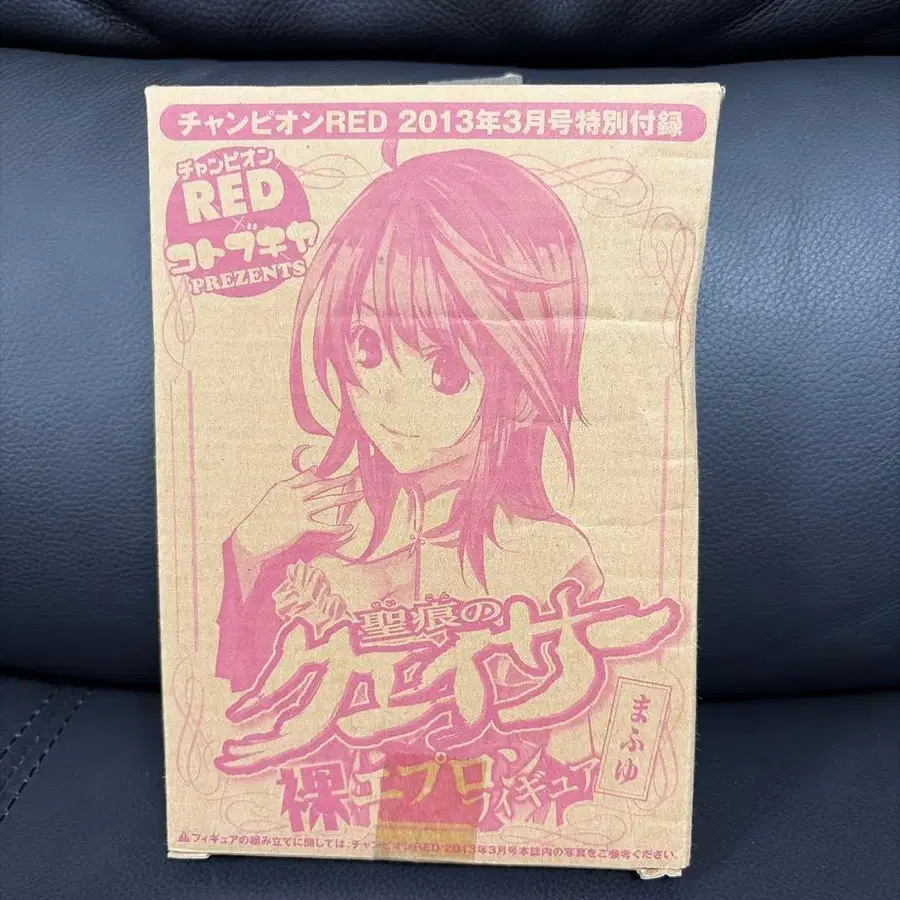 チャンピオンRED 2013年3月号特別付録
チャンピオン
RED
×
コトブキヤ
PREZENTS
聖痕の
クェイサー
まふゆ
裸エプロン
フィギュア
フィギュアの組み立てに関しては、チャンピオンRED 2013年3月号本誌内の写真をご参考ください。